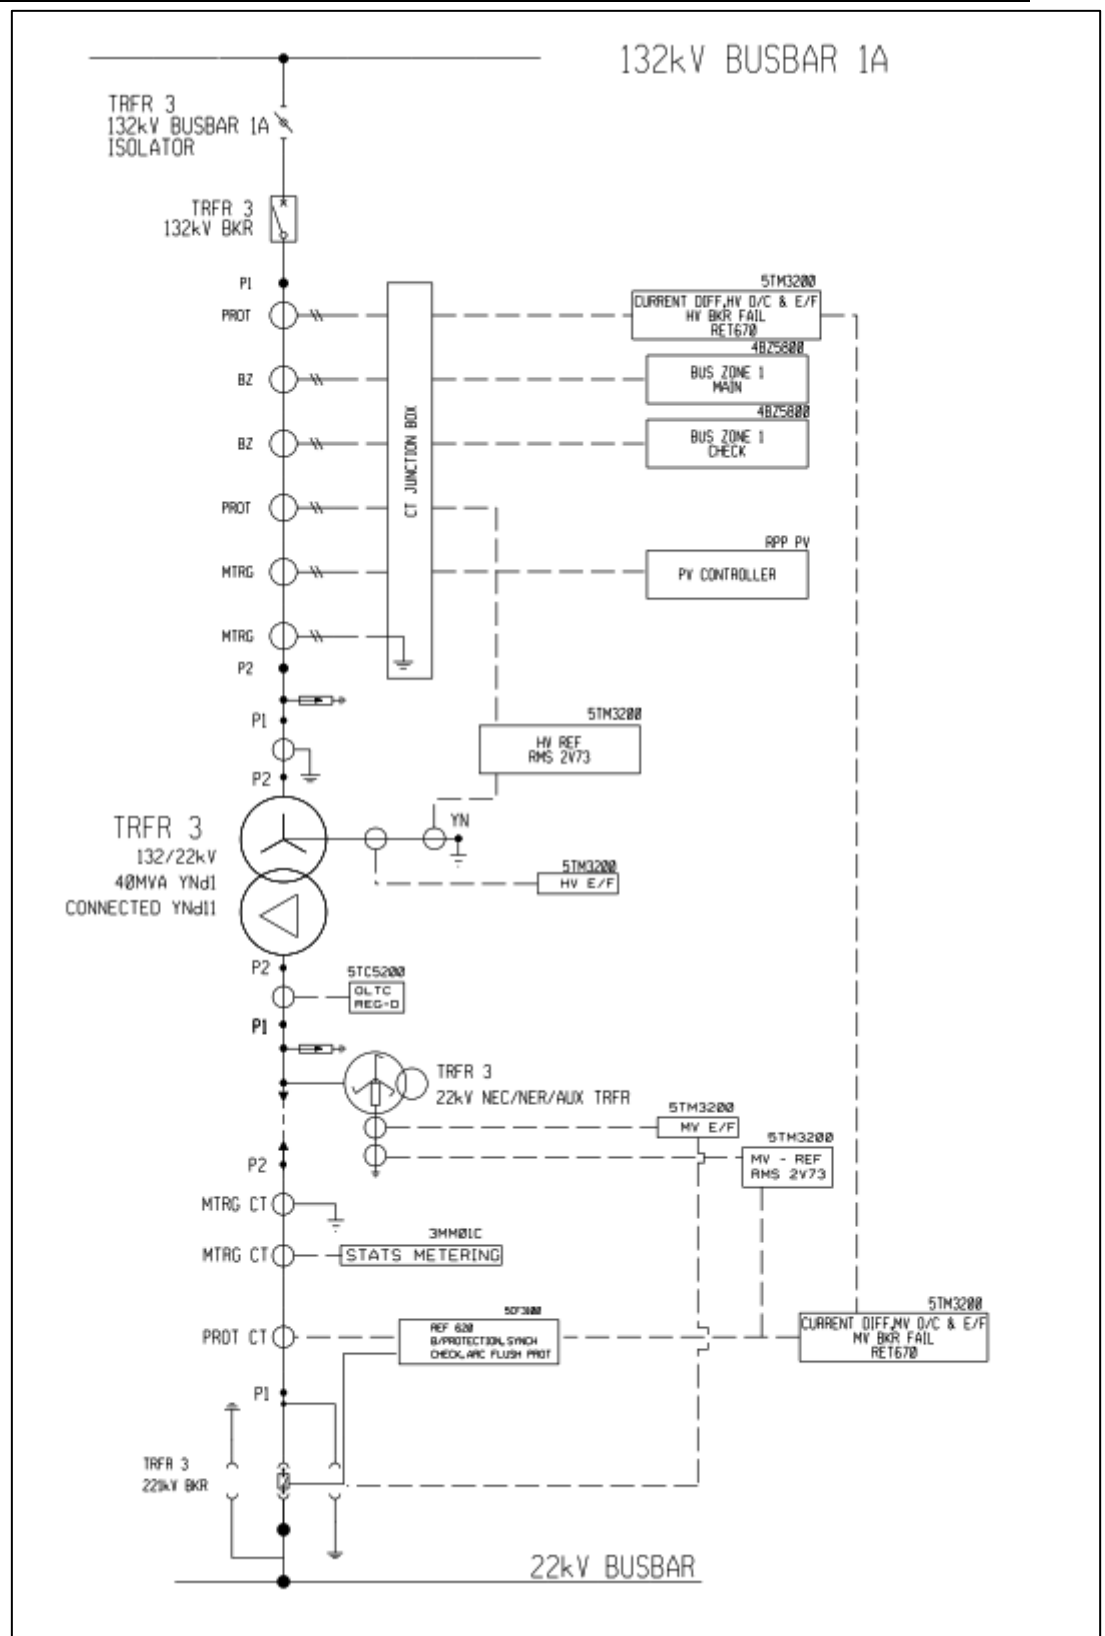 132kV BUSBAR 1A
TRFR 3
132kV BUSBAR 1A
ISOLATOR
TRFR 3
132kV BKR
P1
5TM3200
PROT
CURRENT DIFF,HV O/C & E/F
HV BKR FAIL
RET670
4BZ5800
BZ
BUS ZONE 1
MAIN
4BZ5800
BZ
BUS ZONE 1
CHECK
CT JUNCTION BOX
PROT
RPP PV
MTRG
PV CONTROLLER
MTRG
P2
P1
5TM3200
HV REF
RMS 2V73
P2
YN
TRFR 3
132/22kV
40MVA YNd1
CONNECTED YNd11
5TM3200
HV E/F
P2
5TC5200
OLTC
REG-D
P1
TRFR 3
22kV NEC/NER/AUX TRFR
5TM3200
MV E/F
5TM3200
MV - REF
RMS 2V73
P2
MTRG CT
3MM01C
MTRG CT
STATS METERING
5TM3200
PROT CT
REF 620
B/PROTECTION,SYNCH
CHECK,ARC FLUSH PROT
CURRENT DIFF,MV O/C & E/F
MV BKR FAIL
RET670
P1
TRFR 3
22kV BUSBAR